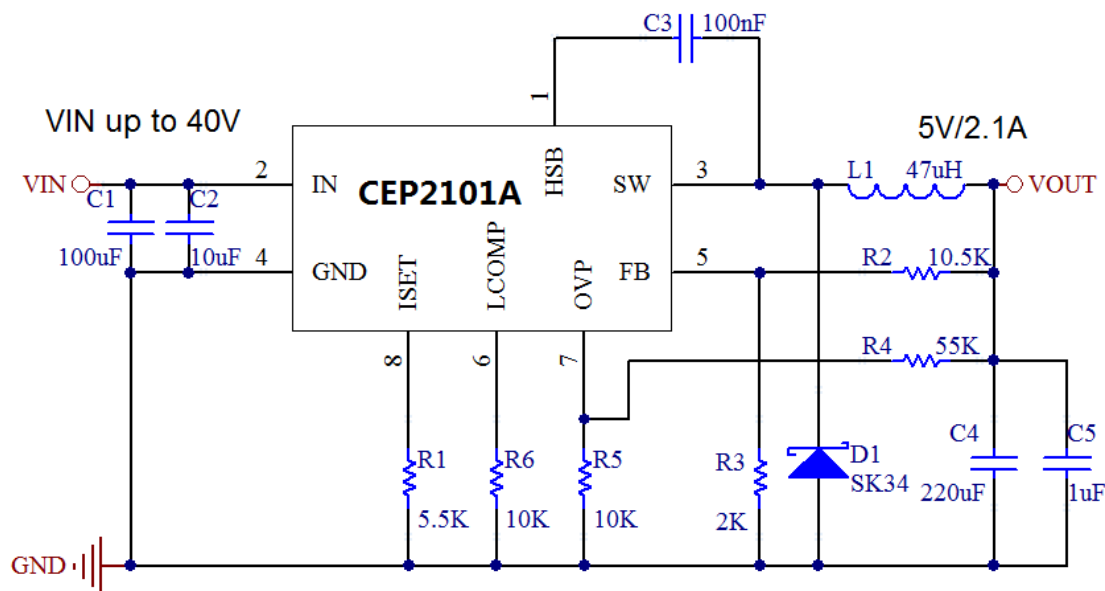 C3 100nF
1
VIN up to 40V
5V/2.1A
VIN
C1
C2
100uF
10uF
2
4
IN
GND
CEP2101A
HSB
SW
FB
ISET
LCOMP
OVP
3
5
L1 47uH
VOUT
R2 10.5K
R4 55K
8
6
7
R1
5.5K
R6
10K
R5
10K
R3
2K
D1
SK34
C4
220uF
C5
1uF
GND